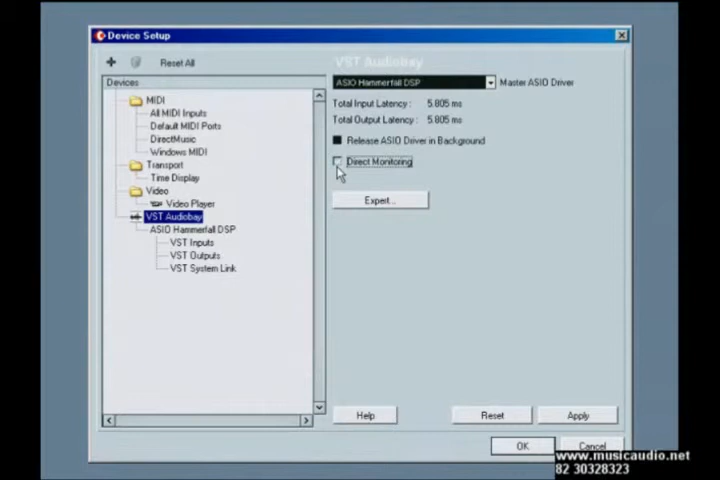 Device Setup
Reset All
VST Audiobay
Devices
ASIO Hammerfall DSP
Master ASIO Driver
MIDI
All MIDI Inputs
Default MIDI Ports
DirectMusic
Windows MIDI
Transport
Time Display
Video
Video Player
VST Audiobay
ASIO Hammerfall DSP
VST Inputs
VST Outputs
VST System Link
Total Input Latency : 5.805 ms
Total Output Latency : 5.805 ms
Release ASIO Driver in Background
Direct Monitoring
Expert...
Help
Reset
Apply
OK
Cancel
www.musicaudio.net
82 30328323